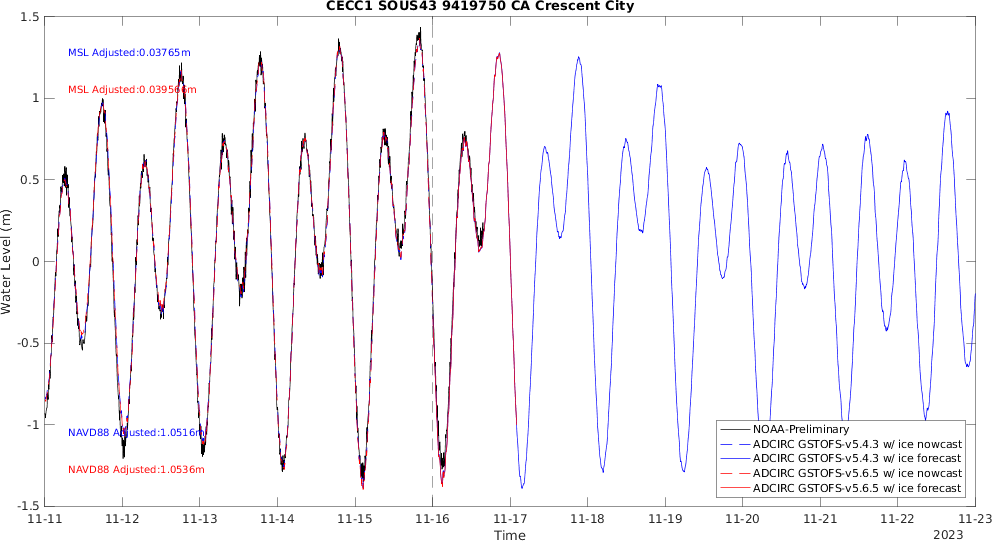 CECC1 SOUS43 9419750 CA Crescent City
MSL Adjusted:0.03765m
MSL Adjusted:0.039566m
NAVD88 Adjusted:1.0516m
NAVD88 Adjusted:1.0536m
Water Level (m)
1.5
1
0.5
0
-0.5
-1
-1.5
NOAA-Preliminary
ADCIRC GSTOFS-v5.4.3 w/ ice nowcast
ADCIRC GSTOFS-v5.4.3 w/ ice forecast
ADCIRC GSTOFS-v5.6.5 w/ ice nowcast
ADCIRC GSTOFS-v5.6.5 w/ ice forecast
11-11 11-12 11-13 11-14 11-15 11-16 11-17 11-18 11-19 11-20 11-21 11-22 11-23
Time
2023